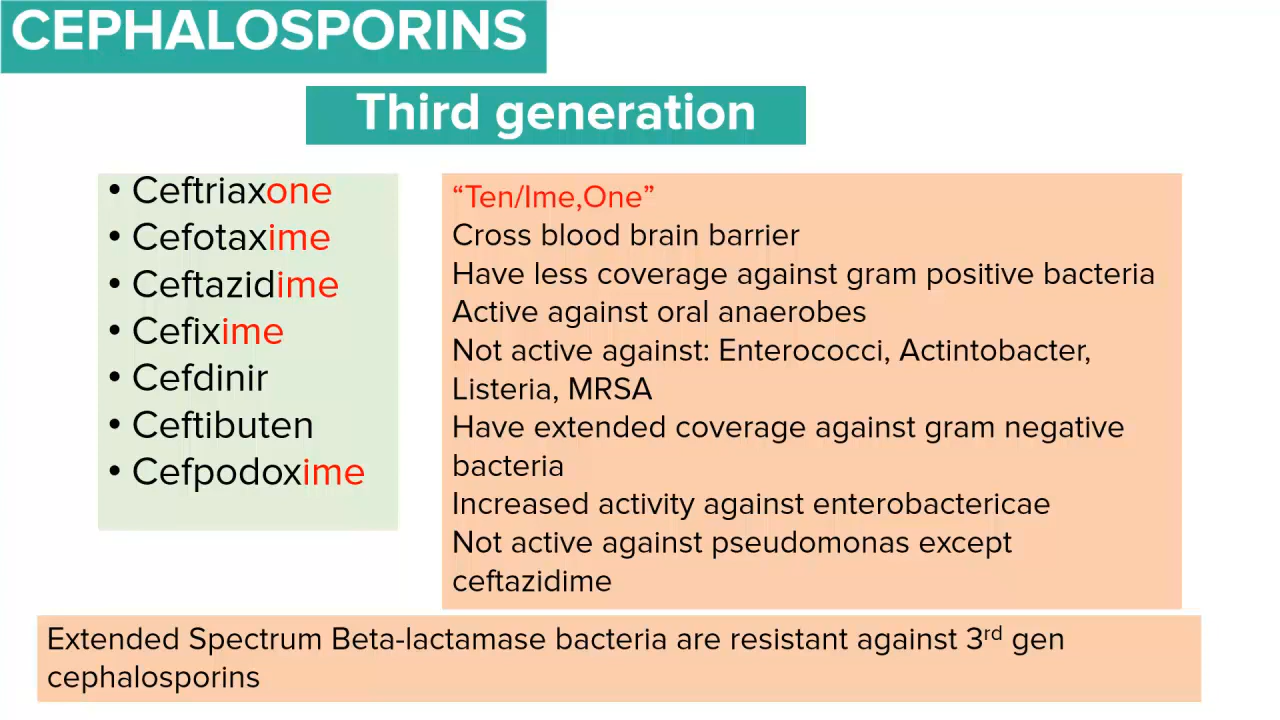 CEPHALOSPORINS
Third generation
• Ceftriaxone
• Cefotaxime
• Ceftazidime
• Cefixime
• Cefdinir
• Ceftibuten
• Cefpodoxime
“Ten/Ime,One”
Cross blood brain barrier
Have less coverage against gram positive bacteria
Active against oral anaerobes
Not active against: Enterococci, Actintobacter,
Listeria, MRSA
Have extended coverage against gram negative
bacteria
Increased activity against enterobactericae
Not active against pseudomonas except
ceftazidime
Extended Spectrum Beta-lactamase bacteria are resistant against 3rd gen
cephalosporins